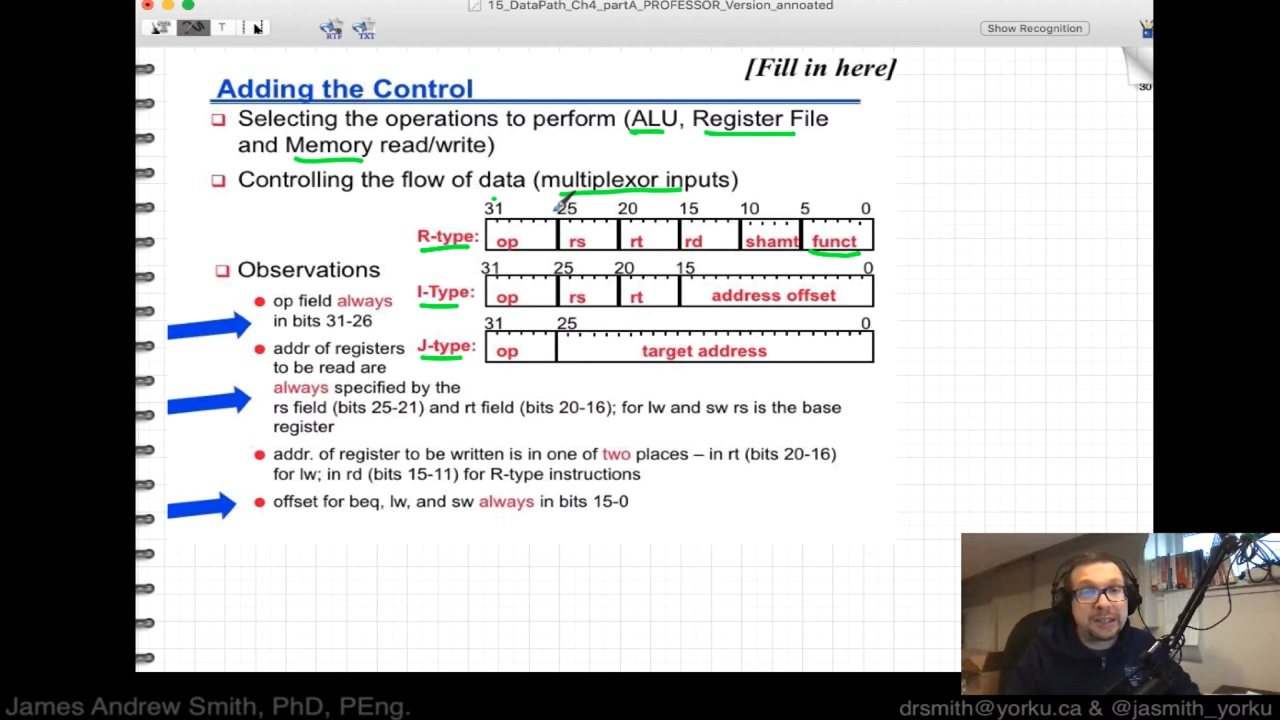 15_DataPath_Ch4_partA_PROFESSOR_Version_annoated
T
RTF TXT
Show Recognition
[Fill in here]
30
Adding the Control
Selecting the operations to perform (ALU, Register File
and Memory read/write)
Controlling the flow of data (multiplexor inputs)
31 25 20 15 10 5 0
R-type: op rs rt rd shamt funct
Observations
31 25 20 15 0
I-Type: op rs rt address offset
31 25 0
J-type: op target address
op field always
in bits 31-26
addr of registers
to be read are
always specified by the
rs field (bits 25-21) and rt field (bits 20-16); for lw and sw rs is the base
register
addr. of register to be written is in one of two places – in rt (bits 20-16)
for lw; in rd (bits 15-11) for R-type instructions
offset for beq, lw, and sw always in bits 15-0
James Andrew Smith, PhD, PEng.
drsmith@yorku.ca & @jasmith_yorku